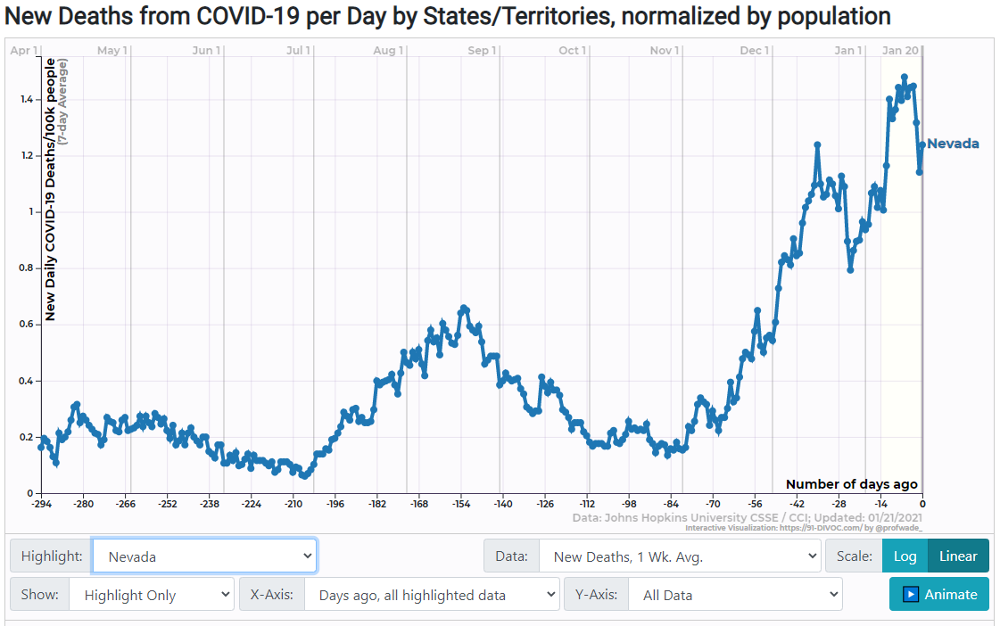 New Deaths from COVID-19 per Day by States/Territories, normalized by population
Apr 1 May 1 Jun 1 Jul 1 Aug 1 Sep 1 Oct 1 Nov 1 Dec 1 Jan 1 Jan 20
New Daily COVID-19 Deaths/100k people
(7-day Average)
1.4
1.2
1
0.8
0.6
0.4
0.2
0
Nevada
Number of days ago
-294 -280 -266 -252 -238 -224 -210 -196 -182 -168 -154 -140 -126 -112 -98 -84 -70 -56 -42 -28 -14 0
Data: Johns Hopkins University CSSE / CCI; Updated: 01/21/2021
Interactive Visualization: https://91-DIVOC.com/ by @profwade_
Highlight: Nevada Data: New Deaths, 1 Wk. Avg. Scale: Log Linear
Show: Highlight Only X-Axis: Days ago, all highlighted data Y-Axis: All Data Animate